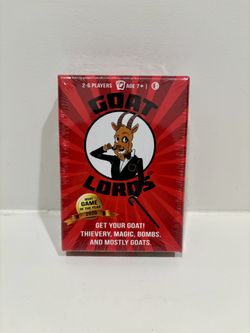 2-6 PLAYERS
AGE 7+
GOAT
LORDS
GAME
OF THE YEAR
2020
GET YOUR GOAT!
THIEVERY, MAGIC, BOMBS,
AND MOSTLY GOATS.